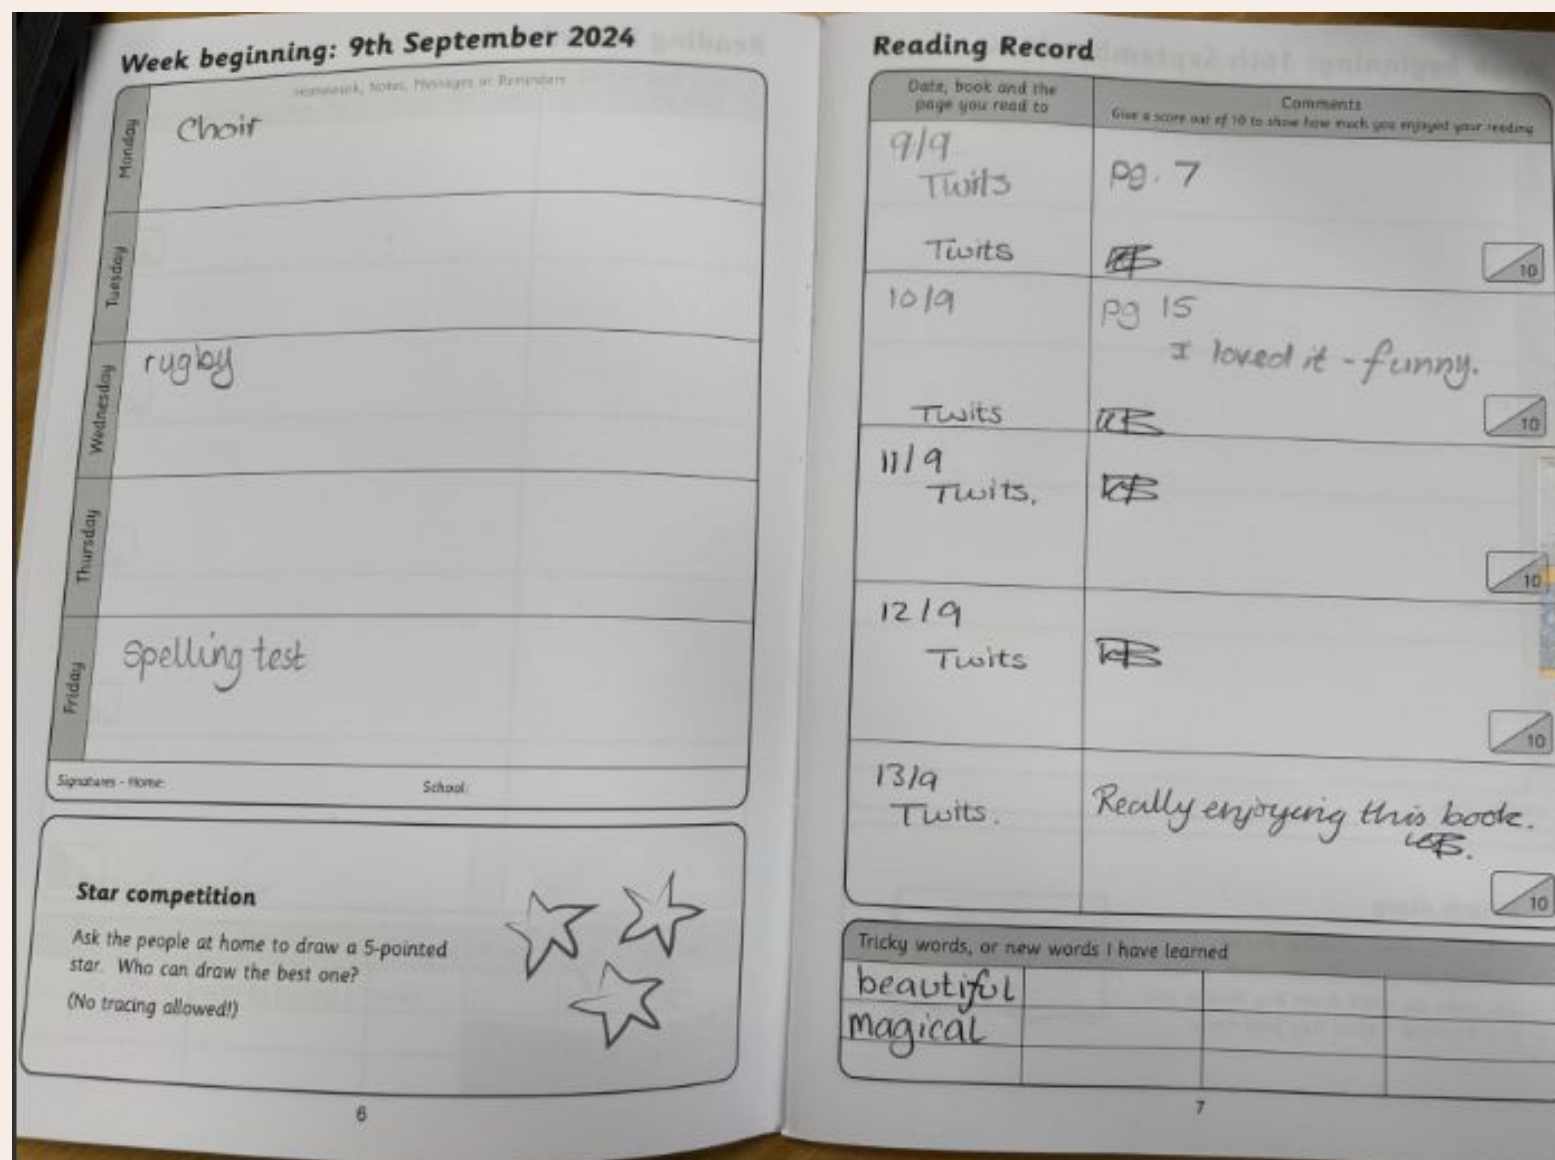 Week beginning: 9th September 2024
Homework, Notes, Messages or Reminders
Monday
Choir
Tuesday
Wednesday
rugby
Thursday
Friday
Spelling test
Signatures - Home:
School:
Star competition
Ask the people at home to draw a 5-pointed
star. Who can draw the best one?
(No tracing allowed!)
6
Reading Record
Date, book and the
page you read to
Comments
Give a score out of 10 to show how much you enjoyed your reading
9/9
Twits
pg. 7
Twits
10
10/9
pg 15
I loved it - funny.
Twits
10
11/9
Twits.
10
12/9
Twits
10
13/9
Twits.
Really enjoying this book.
10
Tricky words, or new words I have learned
beautiful
magical
7